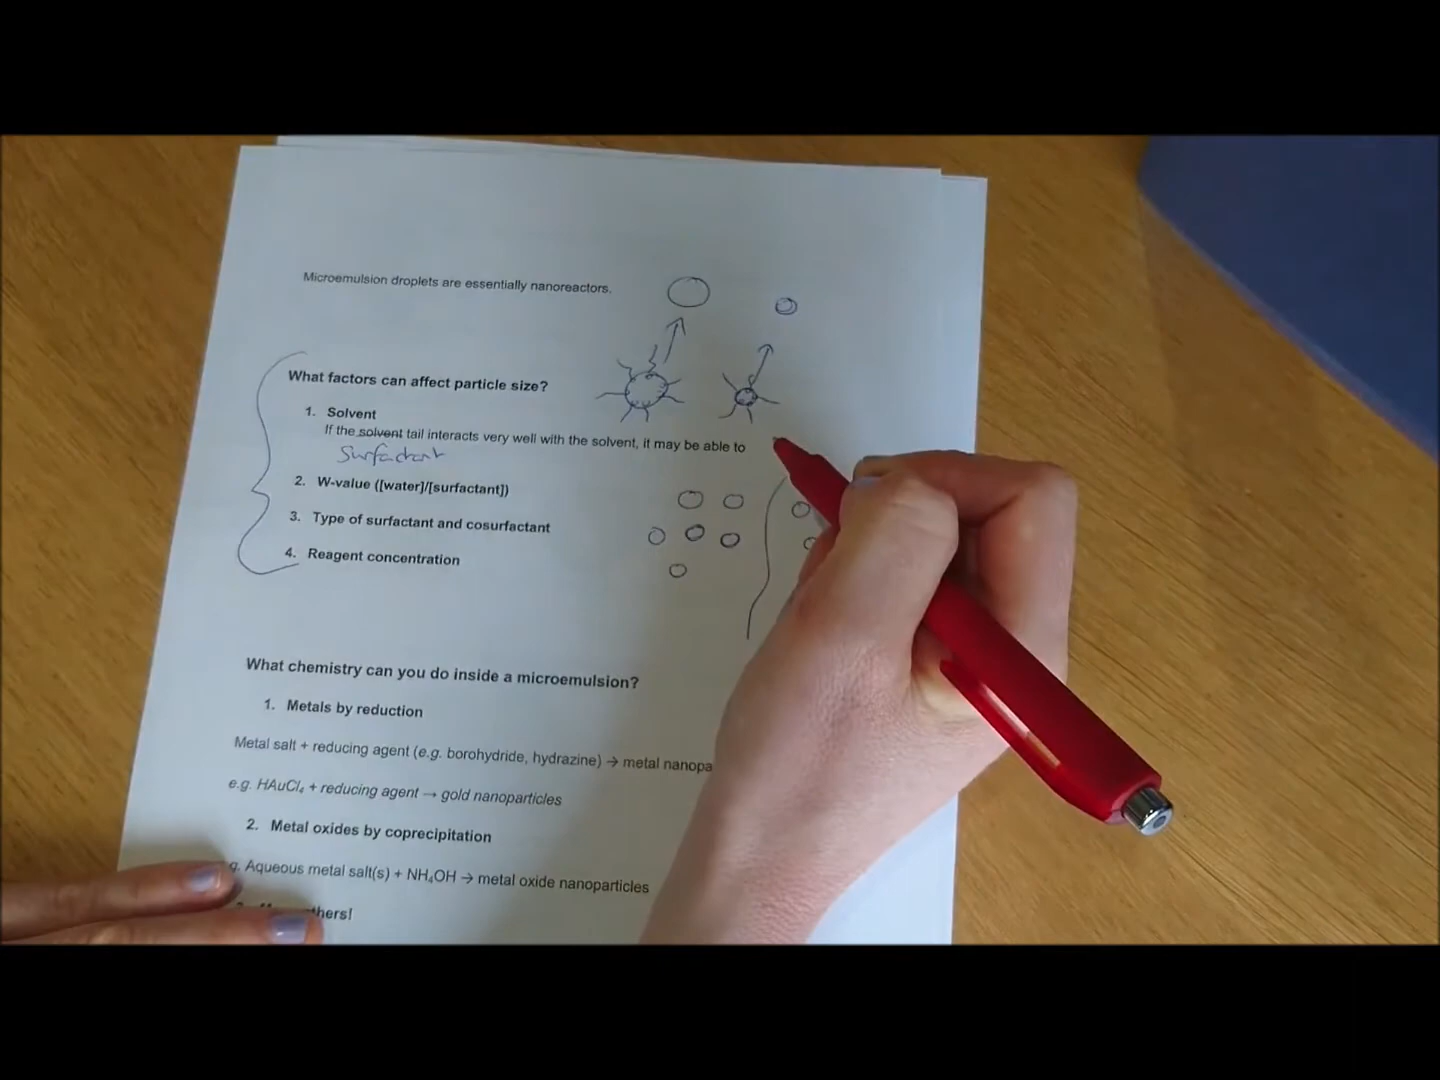 Microemulsion droplets are essentially nanoreactors.
What factors can affect particle size?
1. Solvent
If the solvent tail interacts very well with the solvent, it may be able to
Surfactant
2. W-value ([water]/[surfactant])
3. Type of surfactant and cosurfactant
4. Reagent concentration
What chemistry can you do inside a microemulsion?
1. Metals by reduction
Metal salt + reducing agent (e.g. borohydride, hydrazine) → metal nanopa
e.g. HAuCl₄ + reducing agent → gold nanoparticles
2. Metal oxides by coprecipitation
g. Aqueous metal salt(s) + NH₄OH → metal oxide nanoparticles
thers!